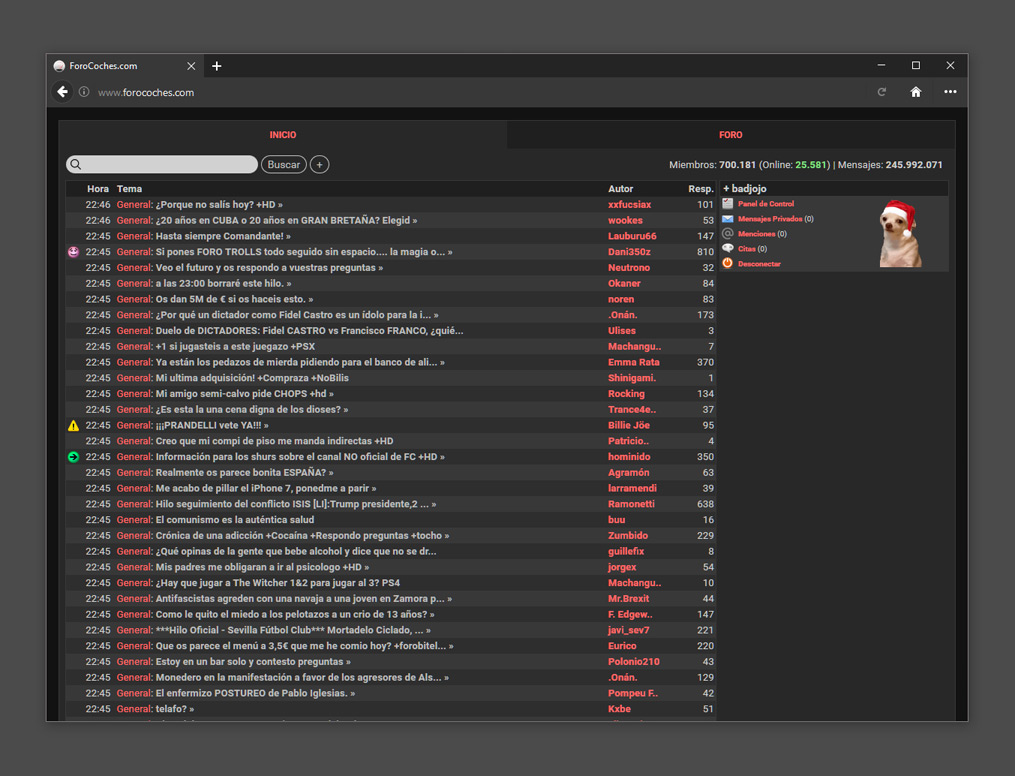 ForoCoches.com
www.forocoches.com
INICIO
FORO
Buscar
+
Miembros: 700.181 (Online: 25.581) | Mensajes: 245.992.071
Hora Tema Autor Resp.
22:46 General: ¿Porque no salís hoy? +HD » xxfucsiax 101
22:46 General: ¿20 años en CUBA o 20 años en GRAN BRETAÑA? Elegid » wookes 53
22:45 General: Hasta siempre Comandante! » Lauburu66 147
22:45 General: Si pones FORO TROLLS todo seguido sin espacio.... la magia o... » Dani350z 810
22:45 General: Veo el futuro y os respondo a vuestras preguntas » Neutrono 32
22:45 General: a las 23:00 borraré este hilo. » Okaner 84
22:45 General: Os dan 5M de € si os haceis esto. » noren 83
22:45 General: ¿Por qué un dictador como Fidel Castro es un ídolo para la i... » .Onán. 173
22:45 General: Duelo de DICTADORES: Fidel CASTRO vs Francisco FRANCO, ¿quié... Ulises 3
22:45 General: +1 si jugasteis a este juegazo +PSX Machangu.. 7
22:45 General: Ya están los pedazos de mierda pidiendo para el banco de ali... » Emma Rata 370
22:45 General: Mi ultima adquisición! +Compraza +NoBilis Shinigami. 1
22:45 General: Mi amigo semi-calvo pide CHOPS +hd » Rocking 134
22:45 General: ¿Es esta la una cena digna de los dioses? » Trance4e.. 37
22:45 General: ¡¡¡PRANDELLI vete YA!!! » Billie Jöe 95
22:45 General: Creo que mi compi de piso me manda indirectas +HD Patricio.. 4
22:45 General: Información para los shurs sobre el canal NO oficial de FC +HD » hominido 350
22:45 General: Realmente os parece bonita ESPAÑA? » Agramón 63
22:45 General: Me acabo de pillar el iPhone 7, ponedme a parir » larramendi 39
22:45 General: Hilo seguimiento del conflicto ISIS [LI]:Trump presidente,2 ... » Ramonetti 638
22:45 General: El comunismo es la auténtica salud buu 16
22:45 General: Crónica de una adicción +Cocaína +Respondo preguntas +tocho » Zumbido 229
22:45 General: ¿Qué opinas de la gente que bebe alcohol y dice que no se dr... guillefix 8
22:45 General: Mis padres me obligaran a ir al psicologo +HD » jorgex 54
22:45 General: ¿Hay que jugar a The Witcher 1&2 para jugar al 3? PS4 Machangu.. 10
22:45 General: Antifascistas agreden con una navaja a una joven en Zamora p... » Mr.Brexit 44
22:45 General: Como le quito el miedo a los pelotazos a un crio de 13 años? » F. Edgew.. 147
22:45 General: ***Hilo Oficial - Sevilla Fútbol Club*** Mortadelo Ciclado, ... » javi_sev7 221
22:45 General: Que os parece el menú a 3,5€ que me he comio hoy? +forobitel... » Eurico 220
22:45 General: Estoy en un bar solo y contesto preguntas » Polonio210 43
22:45 General: Monedero en la manifestación a favor de los agresores de Als... » .Onán. 129
22:45 General: El enfermizo POSTUREO de Pablo Iglesias. » Pompeu F.. 42
22:45 General: telafo? » Kxbe 51
+ badjojo
Panel de Control
Mensajes Privados (0)
Menciones (0)
Citas (0)
Desconectar